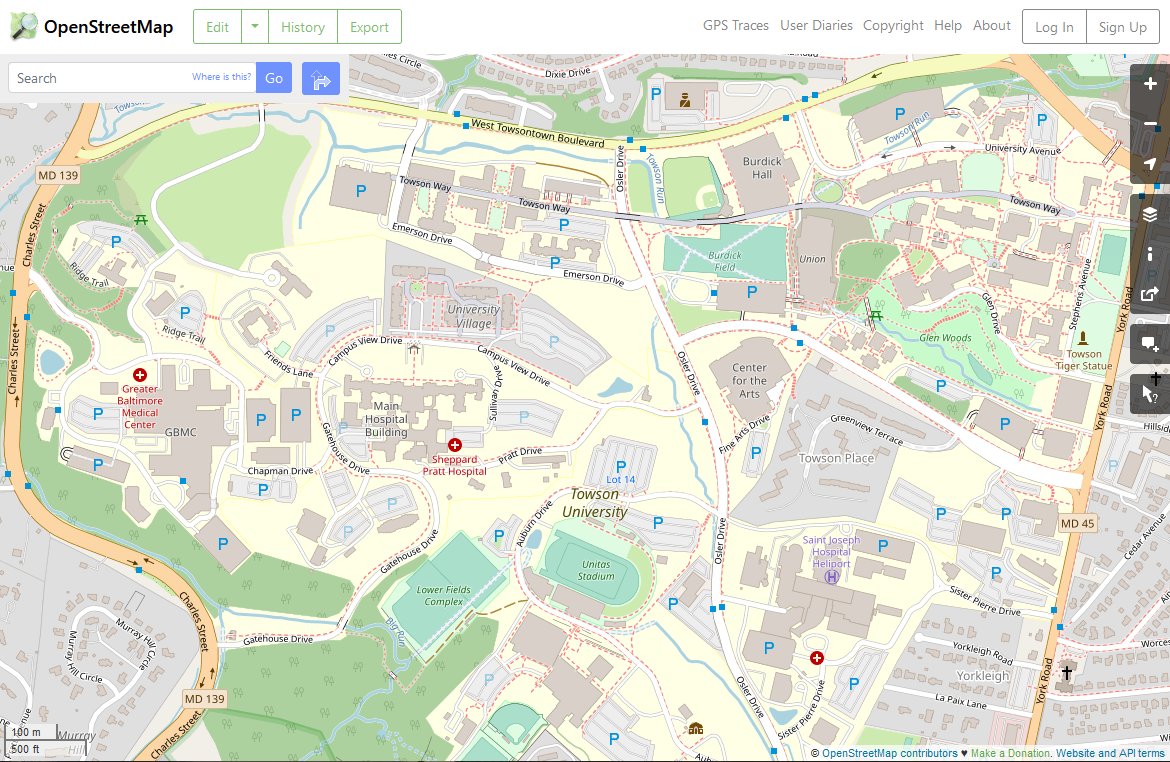 OpenStreetMap
Edit
History
Export
GPS Traces
User Diaries
Copyright
Help
About
Log In
Sign Up
Search
Where is this?
Go
Dixie Drive
West Towsontown Boulevard
Towson Run
University Avenue
MD 139
Charles Street
Burdick
Hall
Osler Drive
Towson Run
Towson Way
Towson Way
Towson Way
Emerson Drive
Emerson Drive
Burdick
Field
Union
Ridge Trail
Ridge Trail
University
Village
Campus View Drive
Campus View Drive
Friends Lane
Glen Drive
Stephens Avenue
York Road
Glen Woods
Towson
Tiger Statue
Charles Street
Greater
Baltimore
Medical
Center
GBMC
Main
Hospital
Building
Sullivan Drive
Osler Drive
Center
for the
Arts
Fine Arts Drive
Greenview Terrace
Towson Place
York Road
Gatehouse Drive
Sheppard
Pratt Hospital
Pratt Drive
Chapman Drive
Lot 14
Towson
University
MD 45
Auburn Drive
Osler Drive
Saint Joseph
Hospital
Heliport
Cedar Avenue
Gatehouse Drive
Unitas
Stadium
Lower Fields
Complex
Sister Pierre Drive
Charles Street
Murray Hill
Circle
Murray Hill Circle
Gatehouse Drive
Big Run
Yorkleigh Road
Yorkleigh
La Paix Lane
York Road
MD 139
Charles Street
Osler Drive
Sister Pierre Drive
Murray
Hill
100 m
500 ft
© OpenStreetMap contributors ♥ Make a Donation. Website and API terms